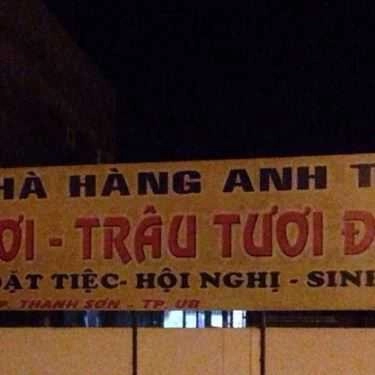 HÀ HÀNG ANH T
ƠI - TRÂU TƯƠI Đ
ĐẶT TIỆC- HỘI NGHỊ - SINH
P. THANH SƠN - TP. UB